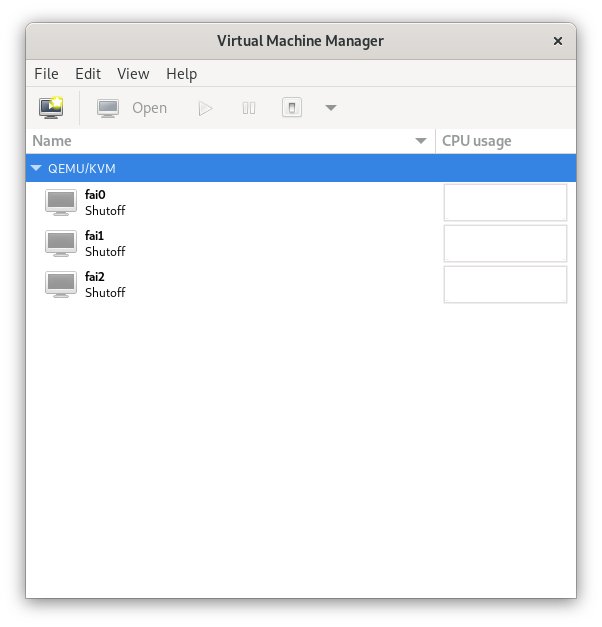 Virtual Machine Manager
File Edit View Help
Open
Name CPU usage
QEMU/KVM
fai0
Shutoff
fai1
Shutoff
fai2
Shutoff